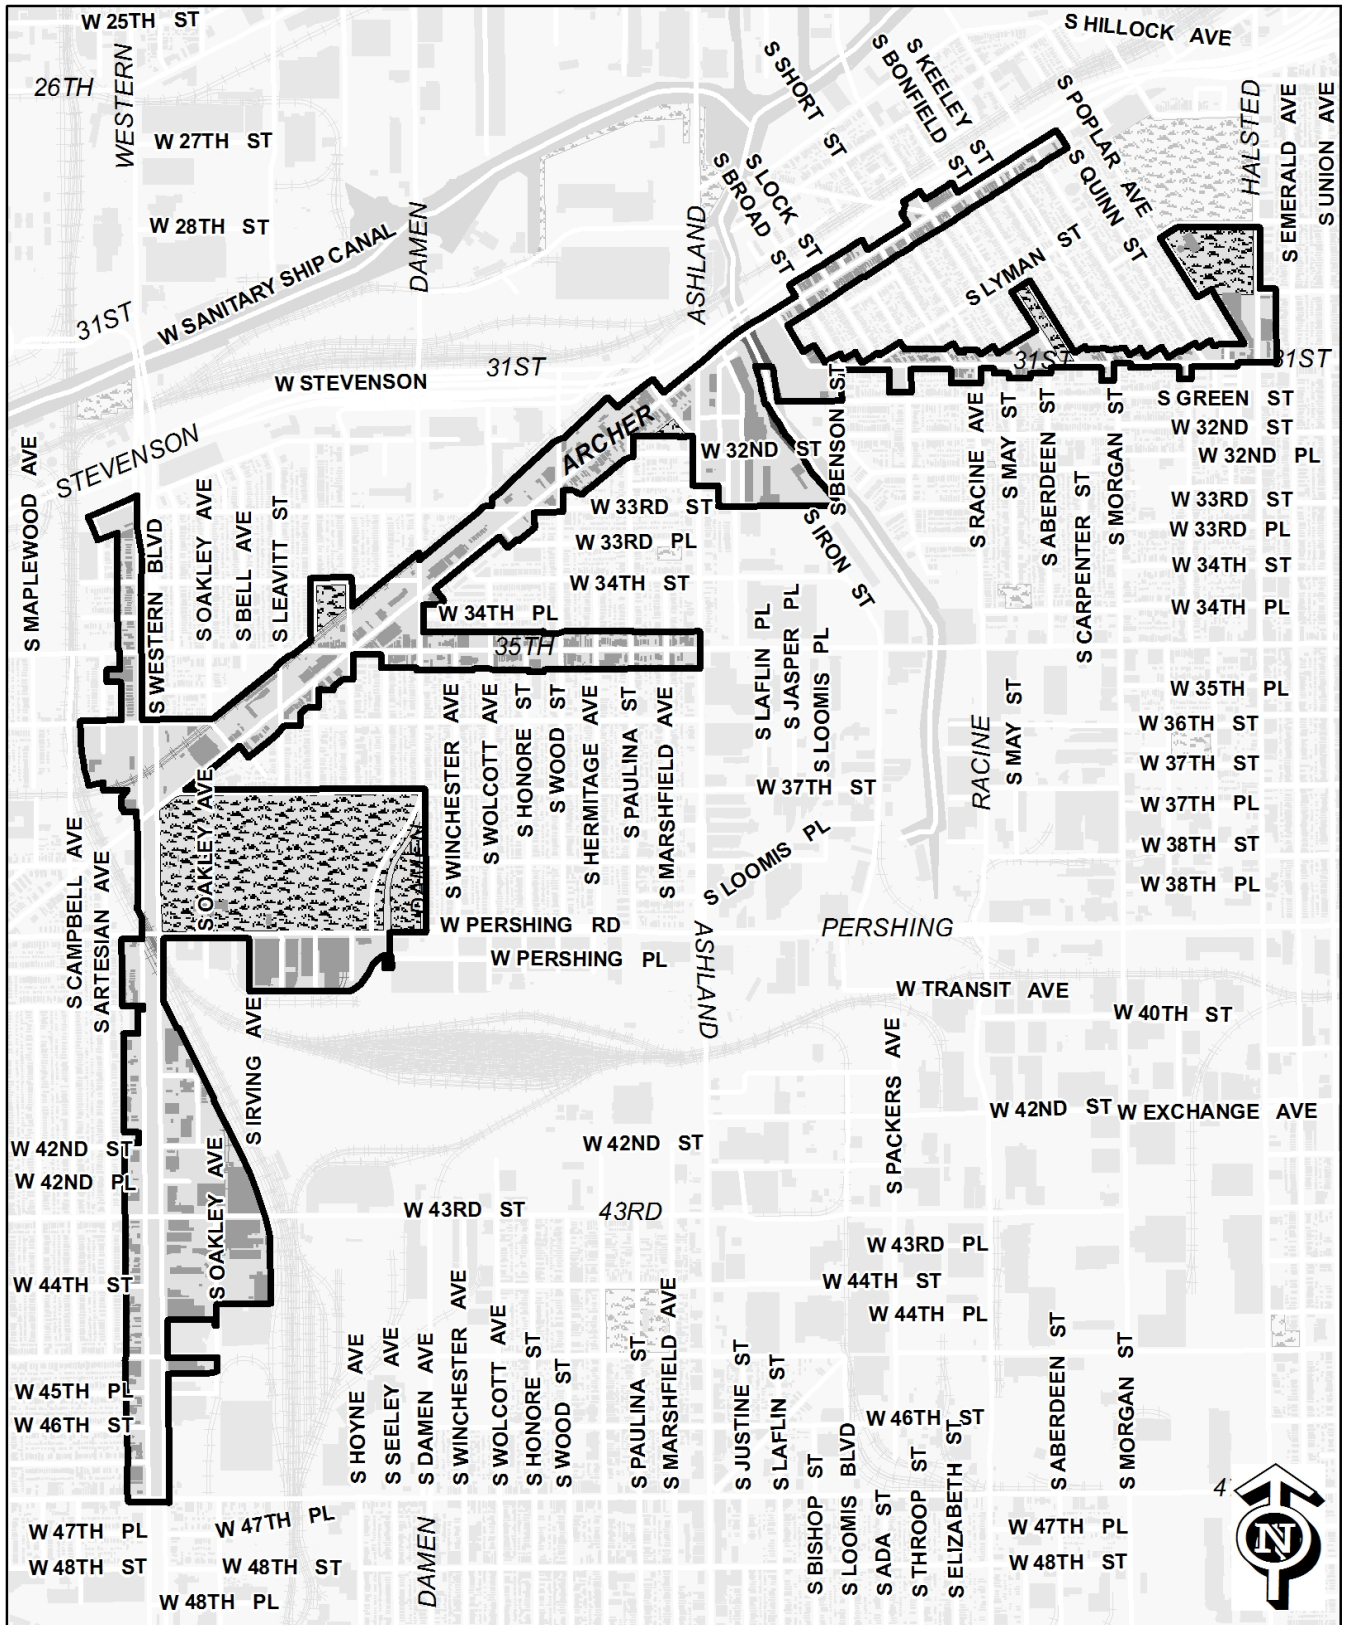 W 25TH ST
S HILLOCK AVE
WESTERN
26TH
S SHORT ST
S KEELEY ST
S BONFIELD ST
S POPLAR AVE
HALSTED
S EMERALD AVE
S UNION AVE
W 27TH ST
S LOCK ST
S BROAD ST
S QUINN ST
W 28TH ST
DAMEN
ASHLAND
W SANITARY SHIP CANAL
S LYMAN ST
31ST
31ST
31ST
31ST
W STEVENSON
S GREEN ST
W 32ND ST
W 32ND PL
ARCHER
W 32ND ST
S BENSON ST
S RACINE AVE
S MAY ST
S ABERDEEN ST
S CARPENTER ST
S MORGAN ST
STEVENSON
S MAPLEWOOD AVE
S WESTERN BLVD
S OAKLEY AVE
S BELL AVE
S LEAVITT ST
W 33RD ST
W 33RD PL
W 34TH ST
W 34TH PL
35TH
S IRON ST
W 33RD ST
W 33RD PL
W 34TH ST
W 34TH PL
W 35TH PL
S LAFLIN PL
S JASPER PL
S LOOMIS PL
S WINCHESTER AVE
S WOLCOTT AVE
S HONORE ST
S WOOD ST
S HERMITAGE AVE
S PAULINA ST
S MARSHFIELD AVE
RACINE
S MAY ST
W 36TH ST
W 37TH ST
W 37TH PL
W 38TH ST
W 38TH PL
W 37TH ST
S LOOMIS PL
S OAKLEY AVE
DAMEN
S CAMPBELL AVE
S ARTESIAN AVE
W PERSHING RD
W PERSHING PL
PERSHING
ASHLAND
W TRANSIT AVE
W 40TH ST
S IRVING AVE
S PACKERS AVE
W 42ND ST
W EXCHANGE AVE
W 42ND ST
W 42ND PL
W 42ND ST
S OAKLEY AVE
W 43RD ST
43RD
W 43RD PL
W 44TH ST
W 44TH ST
W 44TH PL
S HOYNE AVE
S SEELEY AVE
S DAMEN AVE
S WINCHESTER AVE
S WOLCOTT AVE
S HONORE ST
S WOOD ST
S PAULINA ST
S MARSHFIELD AVE
S JUSTINE ST
S LAFLIN ST
S ABERDEEN ST
S MORGAN ST
W 45TH PL
W 46TH ST
W 46TH ST
S BISHOP ST
S LOOMIS BLVD
S ADA ST
S THROOP ST
S ELIZABETH ST
W 47TH PL
W 47TH PL
W 47TH PL
W 48TH ST
W 48TH ST
W 48TH ST
W 48TH PL
DAMEN
N